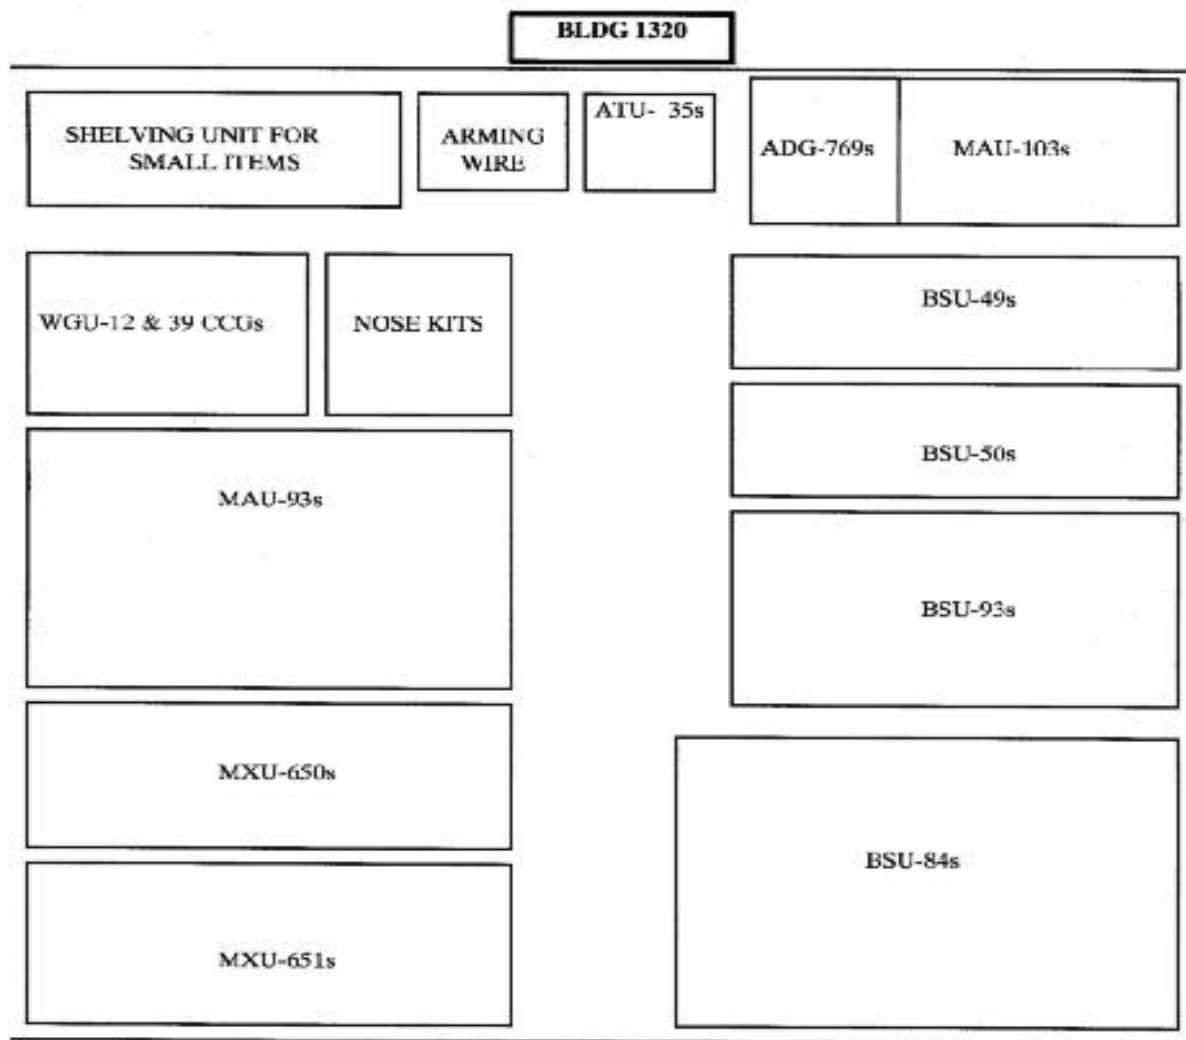 BLDG 1320
SHELVING UNIT FOR
SMALL ITEMS
ARMING
WIRE
ATU- 35s
ADG-769s
MAU-103s
WGU-12 & 39 CCGs
NOSE KITS
BSU-49s
BSU-50s
MAU-93s
BSU-93s
MXU-650s
BSU-84s
MXU-651s